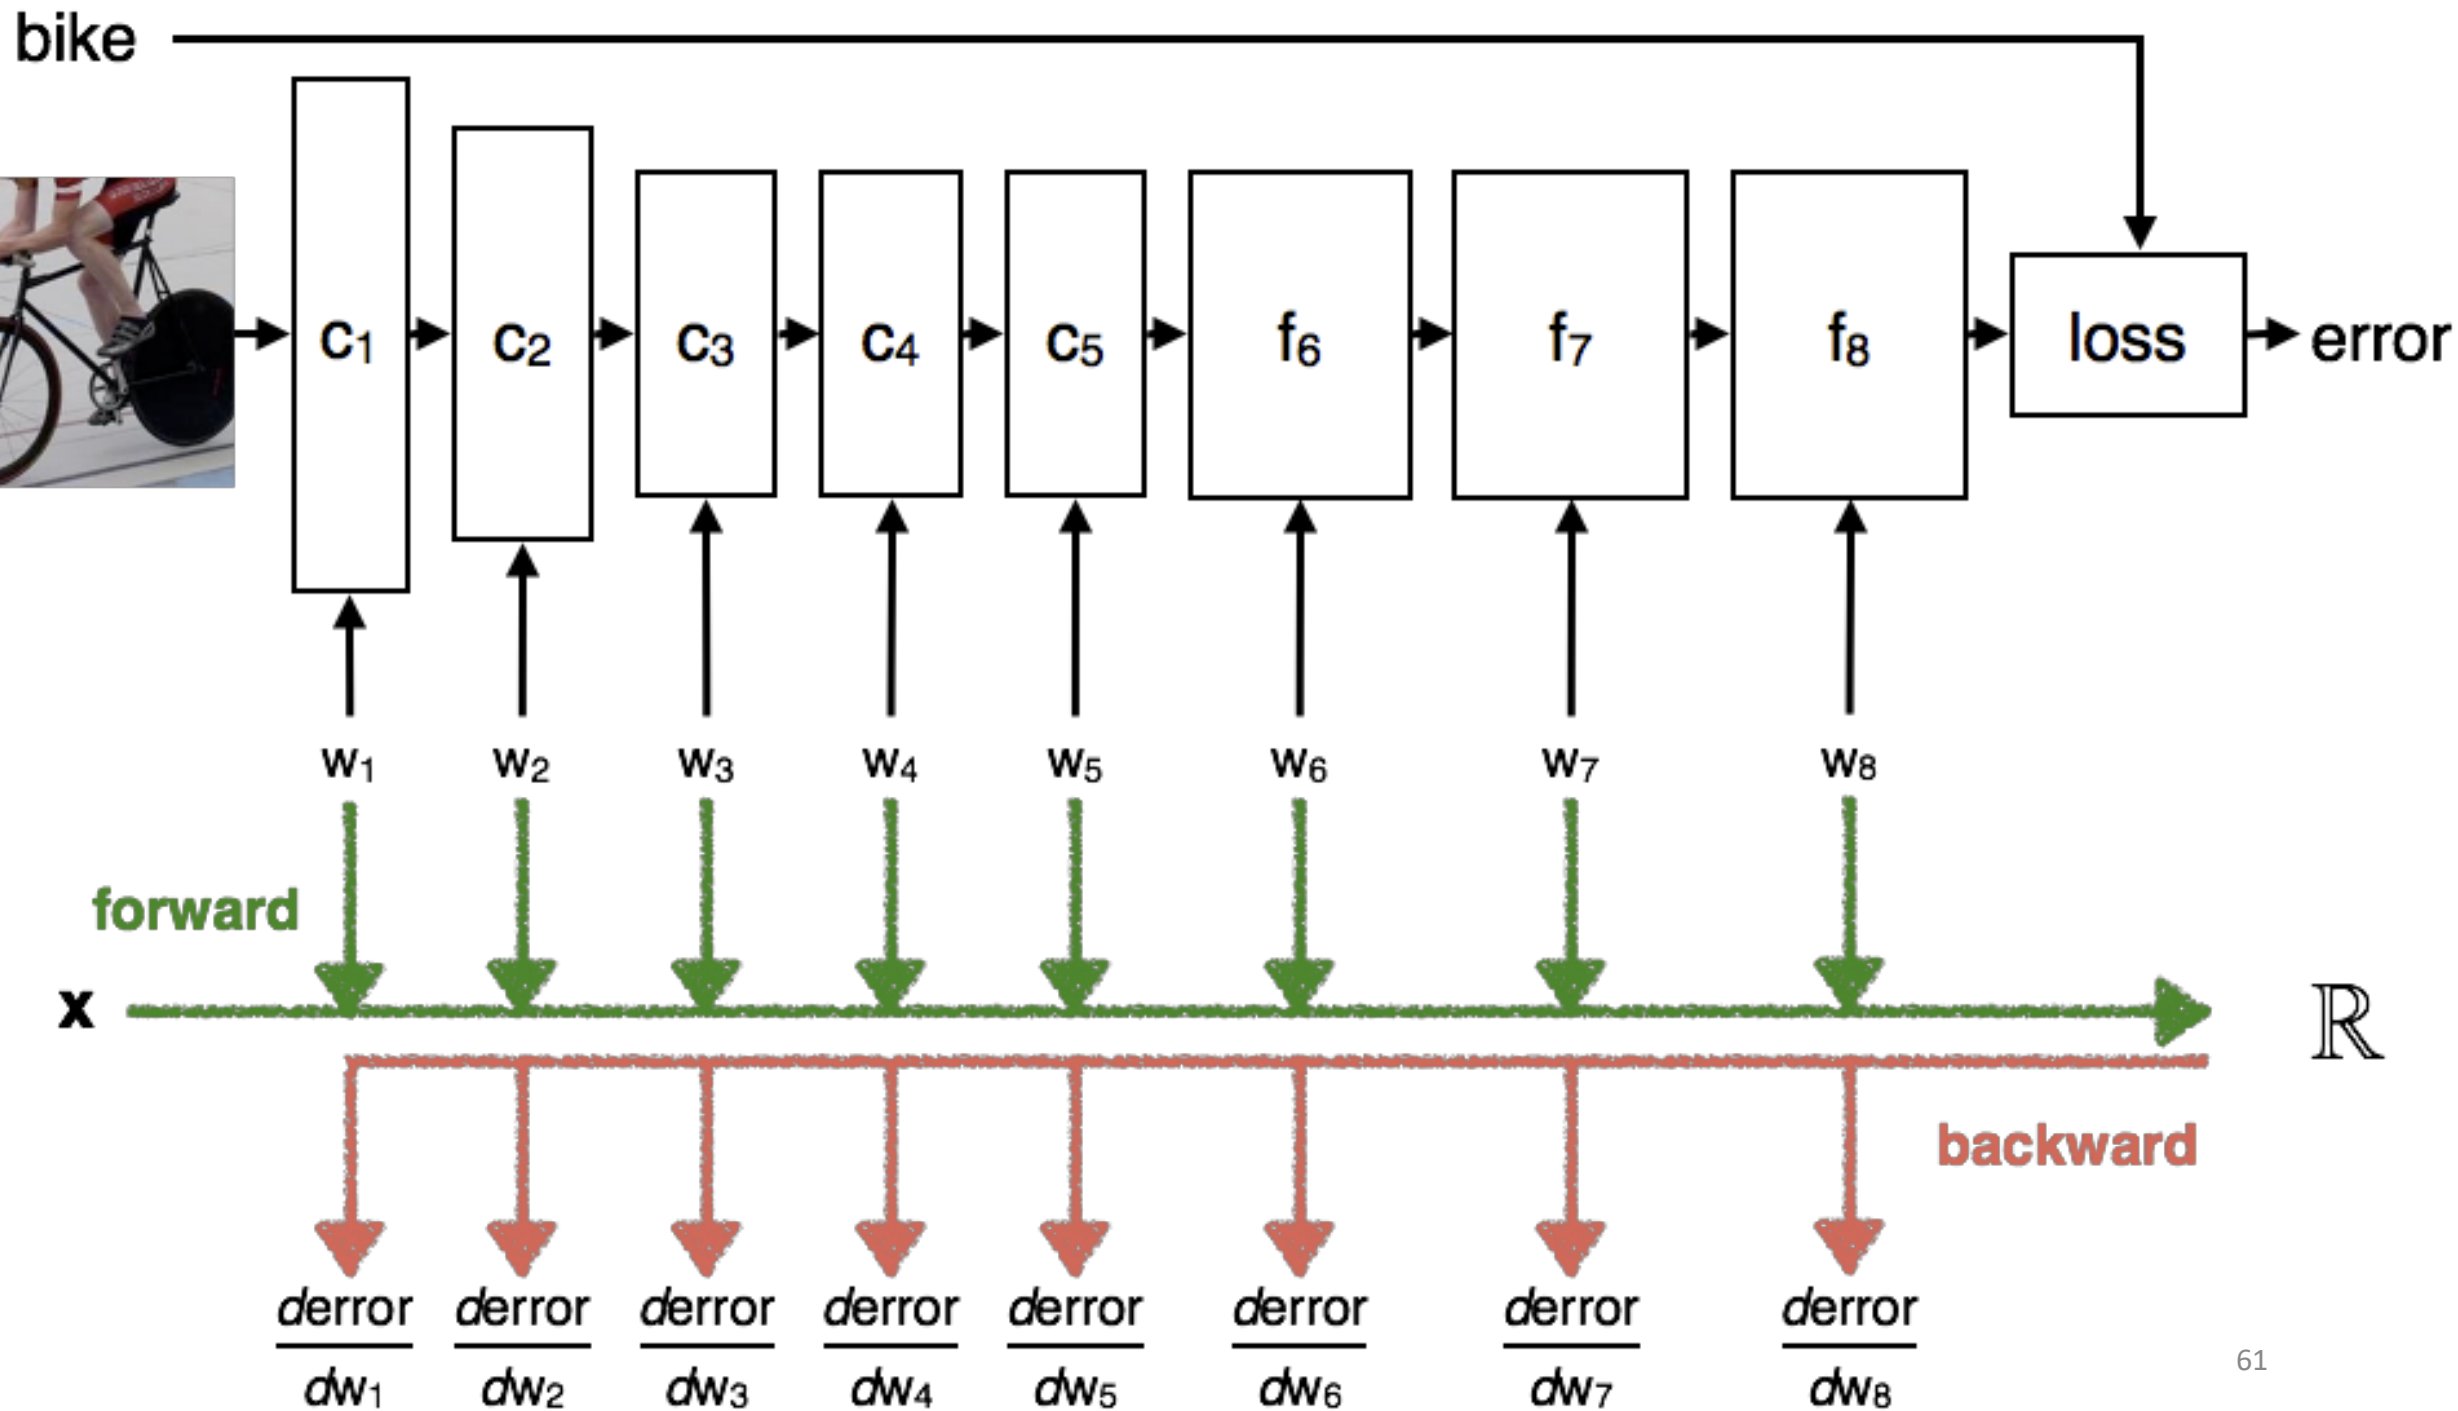 bike
c₁ c₂ c₃ c₄ c₅ f₆ f₇ f₈ loss error
w₁ w₂ w₃ w₄ w₅ w₆ w₇ w₈
forward
x ℝ
backward
derror derror derror derror derror derror derror derror
dw₁ dw₂ dw₃ dw₄ dw₅ dw₆ dw₇ dw₈
61